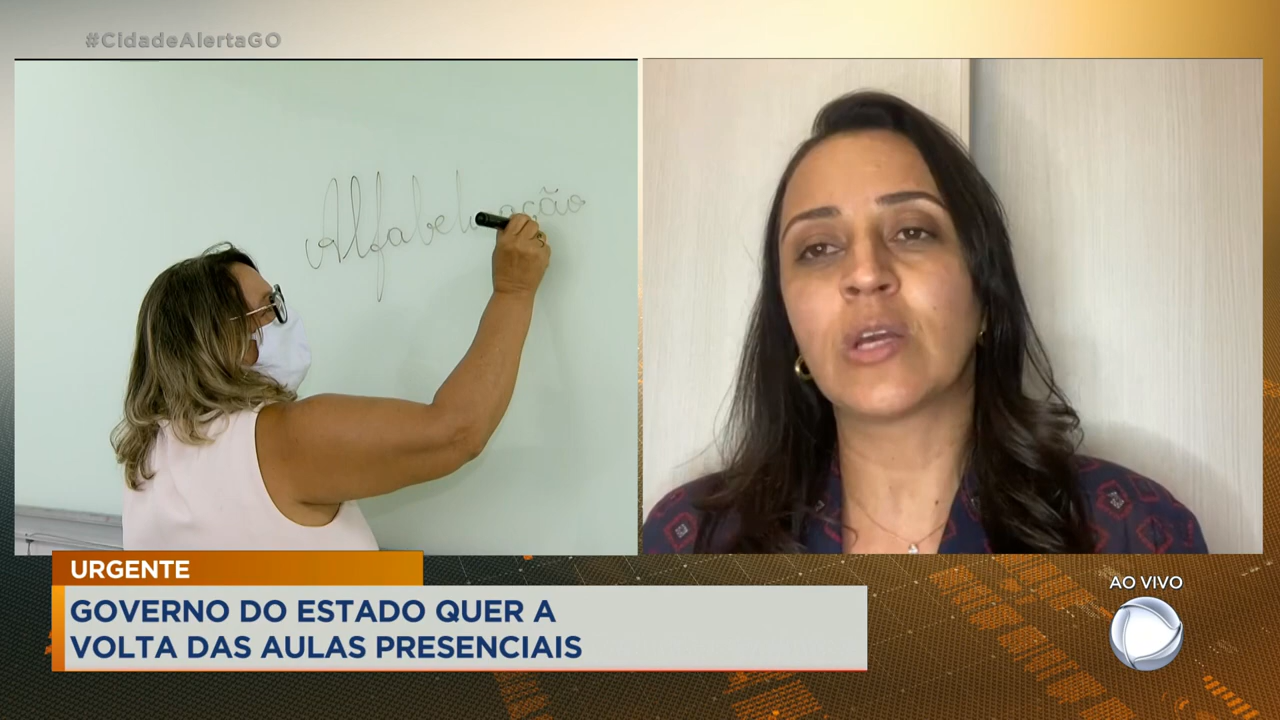 #CidadeAlertaGO
Alfabetização
URGENTE
GOVERNO DO ESTADO QUER A
VOLTA DAS AULAS PRESENCIAIS
AO VIVO